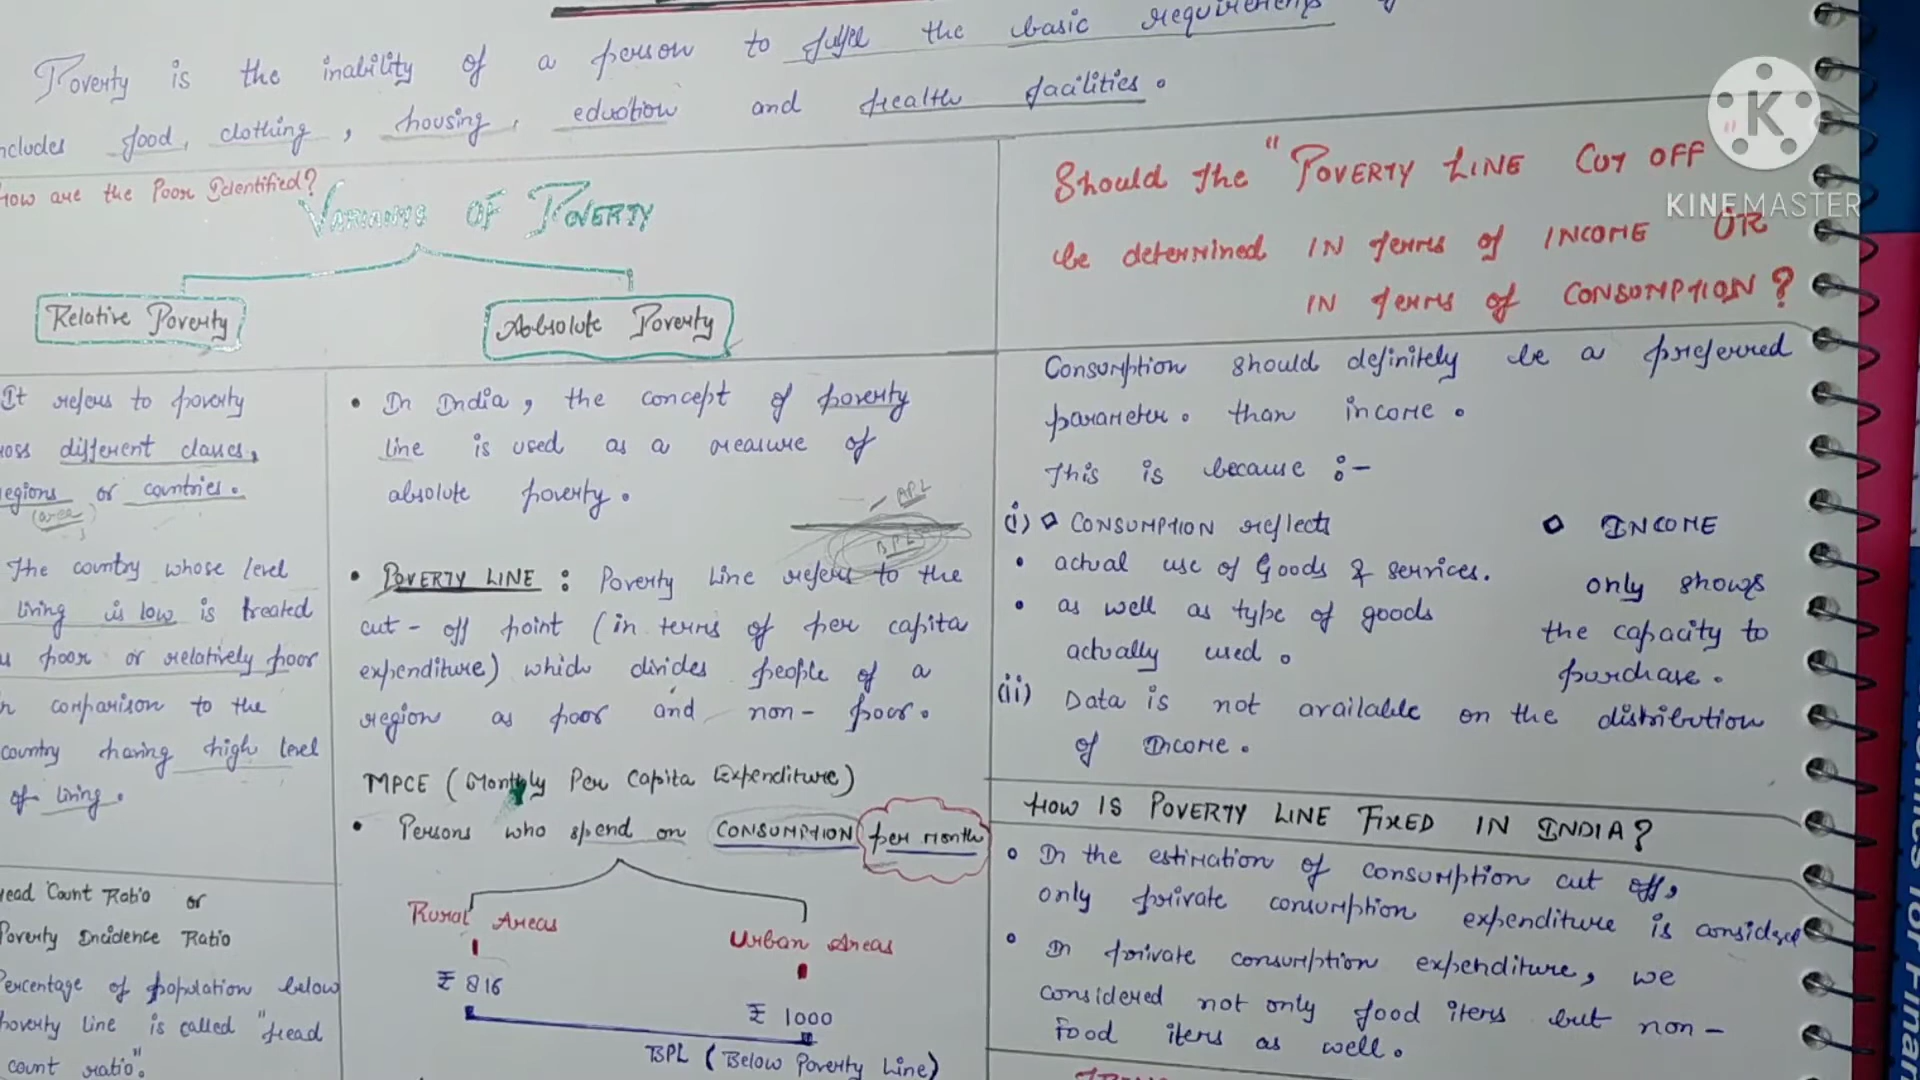 Poverty is the inability of a person to fulfil the basic requirements
food, clothing, housing, eduction and health facilities.
How are the Poor Identified?
VARIANTS OF POVERTY
Relative Poverty
Absolute Poverty
It refers to poverty
different classes,
or countries.
(area)
The country whose level
living is low is treated
poor or relatively poor
comparison to the
country having high level
of living.
Count Ratio or
Poverty Incidence Ratio
Percentage of population below
poverty line is called "Head
count ratio".
• In India, the concept of poverty
line is used as a measure of
absolute poverty.
APL
BPL
• POVERTY LINE : Poverty Line refers to the
cut-off point (in terms of per capita
expenditure) which divides people of a
region as poor and non-poor.
MPCE (Monthly Per Capita Expenditure)
• Persons who spend on CONSUMPTION per month
Rural Areas
Urban Areas
₹ 816
₹ 1000
BPL (Below Poverty Line)
Should the "POVERTY LINE CUT OFF"
be determined IN terms of INCOME OR
IN terms of CONSUMPTION?
Consumption should definitely be a preferred
parameter. than income.
This is because :-
(i) CONSUMPTION reflects
• actual use of Goods & services.
• as well as type of goods
actually used.
INCOME
only shows
the capacity to
purchase.
(ii) Data is not available on the distribution
of Income.
HOW IS POVERTY LINE FIXED IN INDIA?
In the estimation of consumption cut off,
only private consumption expenditure is considered
In private consumption expenditure, we
considered not only food items but non-
food items as well.
K
KINEMASTER